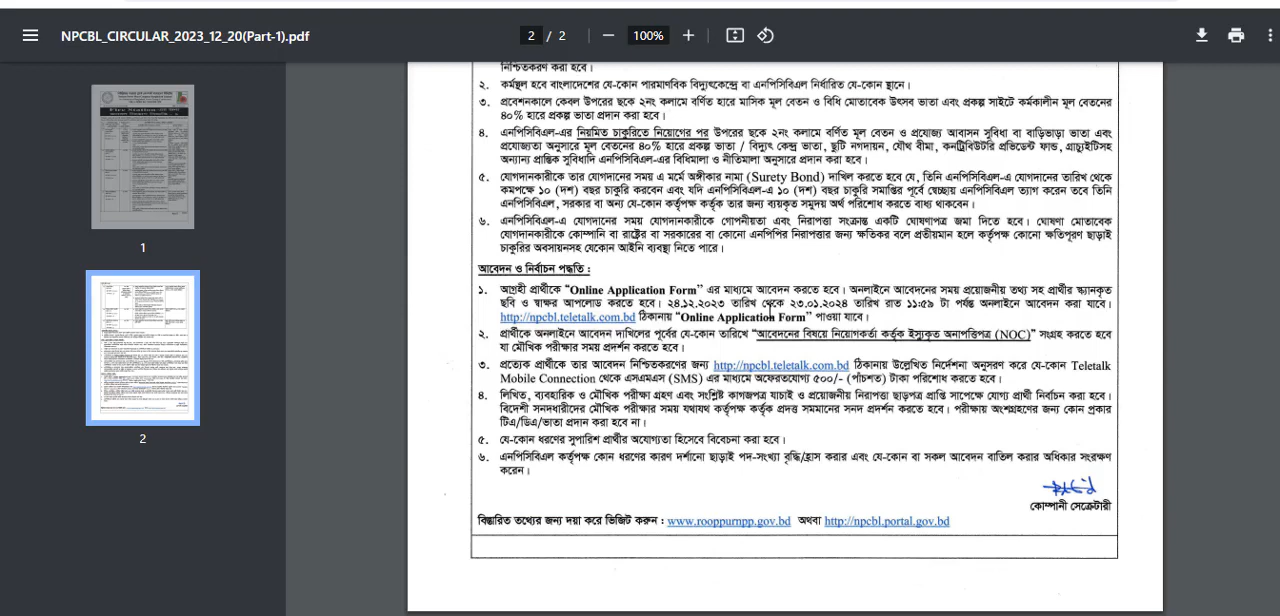 NPCBL_CIRCULAR_2023_12_20(Part-1).pdf
2 / 2
100%
1
2
নিশ্চিতকরণ করা হবে।
২. কর্মস্থল হবে বাংলাদেশের যে-কোন পারমাণবিক বিদ্যুৎকেন্দ্রে বা এনপিসিবিএল নির্ধারিত যে-কোন স্থানে।
৩. প্রবেশনকালে কেবল উপরের ছকে ২নং কলামে বর্ণিত হারে মাসিক মূল বেতন ও বিধি মোতাবেক উৎসব ভাতা এবং প্রকল্প সাইটে কর্মকালীন মূল বেতনের
৪০% হারে প্রকল্প ভাতা প্রদান করা হবে।
৪. এনপিসিবিএল-এর নিয়মিত চাকুরিতে নিয়োগের পর উপরের ছকে ২নং কলামে বর্ণিত মূল বেতন ও প্রযোজ্য আবাসন সুবিধা বা বাড়িভাড়া ভাতা এবং
প্রযোজ্যতা অনুসারে মূল বেতনের ৪০% হারে প্রকল্প ভাতা / বিদ্যুৎ কেন্দ্র ভাতা, ছুটি নগদায়ন, যৌথ বীমা, কনট্রিবিউটরি প্রভিডেন্ট ফান্ড, গ্র্যাচ্যুইটিসহ
অন্যান্য প্রান্তিক সুবিধাদি এনপিসিবিএল-এর বিধিমালা ও নীতিমালা অনুসারে প্রদান করা হবে।
৫. যোগদানকারীকে তার যোগদানের সময় এ মর্মে অঙ্গীকার নামা (Surety Bond) দাখিল করতে হবে যে, তিনি এনপিসিবিএল-এ যোগদানের তারিখ থেকে
কমপক্ষে ১০ (দশ) বছর চাকুরি করবেন এবং যদি এনপিসিবিএল-এ ১০ (দশ) বছর চাকুরি সমাপ্তির পূর্বে স্বেচ্ছায় এনপিসিবিএল ত্যাগ করেন তবে তিনি
এনপিসিবিএল, সরকার বা অন্য যে-কোন কর্তৃপক্ষ কর্তৃক তার জন্য ব্যয়কৃত সমুদয় অর্থ পরিশোধ করতে বাধ্য থাকবেন।
৬. এনপিসিবিএল-এ যোগদানের সময় যোগদানকারীকে গোপনীয়তা এবং নিরাপত্তা সংক্রান্ত একটি ঘোষণাপত্র জমা দিতে হবে। ঘোষণা মোতাবেক
যোগদানকারীকে কোম্পানি বা রাষ্ট্রের বা সরকারের বা কোনো এনপিপির নিরাপত্তার জন্য ক্ষতিকর বলে প্রতীয়মান হলে কর্তৃপক্ষ কোনো ক্ষতিপূরণ ছাড়াই
চাকুরির অবসায়নসহ যেকোন আইনি ব্যবস্থা নিতে পারে।
আবেদন ও নির্বাচন পদ্ধতি :
১. আগ্রহী প্রার্থীকে “Online Application Form” এর মাধ্যমে আবেদন করতে হবে। অনলাইনে আবেদনের সময় প্রয়োজনীয় তথ্য সহ প্রার্থীর স্ক্যানকৃত
ছবি ও স্বাক্ষর আপলোড করতে হবে। ২৪.১২.২০২৩ তারিখ থেকে ২৩.০১.২০২৪ তারিখ রাত ১১:৫৯ টা পর্যন্ত অনলাইনে আবেদন করা যাবে।
http://npcbl.teletalk.com.bd ঠিকানায় “Online Application Form” পাওয়া যাবে।
২. প্রার্থীকে অনলাইনে আবেদন দাখিলের পূর্বের যে-কোন তারিখে “আবেদনের বিষয়ে নিয়োগকর্তা কর্তৃক ইস্যুকৃত অনাপত্তিপত্র (NOC)” সংগ্রহ করতে হবে
যা মৌখিক পরীক্ষার সময় প্রদর্শন করতে হবে।
৩. প্রত্যেক প্রার্থীকে তার আবেদন নিশ্চিতকরণের জন্য http://npcbl.teletalk.com.bd ঠিকানায় উল্লেখিত নির্দেশনা অনুসরণ করে যে-কোন Teletalk
Mobile Connection থেকে এসএমএস (SMS) এর মাধ্যমে অফেরতযোগ্য ৫০০/- (পাঁচশত) টাকা পরিশোধ করতে হবে।
৪. লিখিত, ব্যবহারিক ও মৌখিক পরীক্ষা গ্রহণ এবং সংশ্লিষ্ট কাগজপত্র যাচাই ও প্রয়োজনীয় নিরাপত্তা ছাড়পত্র প্রাপ্তি সাপেক্ষে যোগ্য প্রার্থী নির্বাচন করা হবে।
বিদেশী সনদধারীদের মৌখিক পরীক্ষার সময় যথাযথ কর্তৃপক্ষ কর্তৃক প্রদত্ত সমমানের সনদ প্রদর্শন করতে হবে। পরীক্ষায় অংশগ্রহণের জন্য কোন প্রকার
টিএ/ডিএ/ভাতা প্রদান করা হবে না।
৫. যে-কোন ধরণের সুপারিশ প্রার্থীর অযোগ্যতা হিসেবে বিবেচনা করা হবে।
৬. এনপিসিবিএল কর্তৃপক্ষ কোন ধরণের কারণ দর্শানো ছাড়াই পদ-সংখ্যা বৃদ্ধি/হ্রাস করার এবং যে-কোন বা সকল আবেদন বাতিল করার অধিকার সংরক্ষণ
করেন।
কোম্পানী সেক্রেটারী
বিস্তারিত তথ্যের জন্য দয়া করে ভিজিট করুন : www.rooppurnpp.gov.bd অথবা http://npcbl.portal.gov.bd